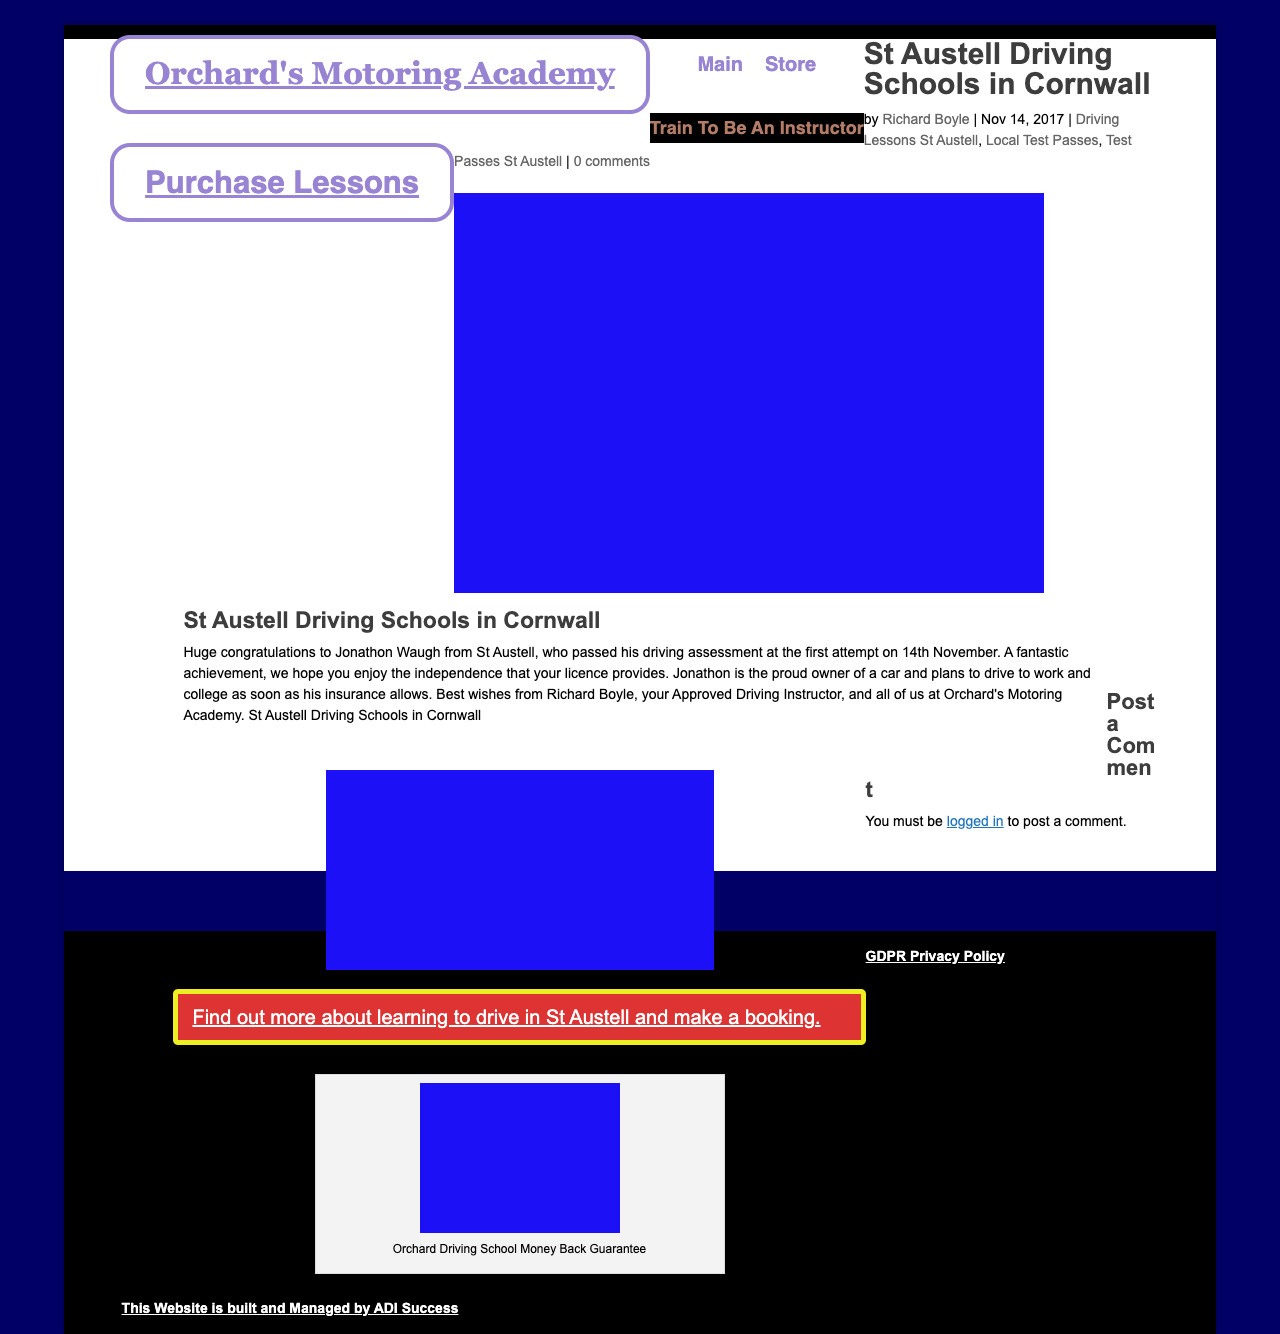 Orchard's Motoring Academy
Main Store
St Austell Driving
Schools in Cornwall
Train To Be An Instructor
by Richard Boyle | Nov 14, 2017 | Driving
Lessons St Austell, Local Test Passes, Test
Passes St Austell | 0 comments
Purchase Lessons
St Austell Driving Schools in Cornwall
Huge congratulations to Jonathon Waugh from St Austell, who passed his driving assessment at the first attempt on 14th November. A fantastic
achievement, we hope you enjoy the independence that your licence provides. Jonathon is the proud owner of a car and plans to drive to work and
college as soon as his insurance allows. Best wishes from Richard Boyle, your Approved Driving Instructor, and all of us at Orchard's Motoring
Academy. St Austell Driving Schools in Cornwall
Post
a
Com
men
t
You must be logged in to post a comment.
GDPR Privacy Policy
Find out more about learning to drive in St Austell and make a booking.
Orchard Driving School Money Back Guarantee
This Website is built and Managed by ADI Success